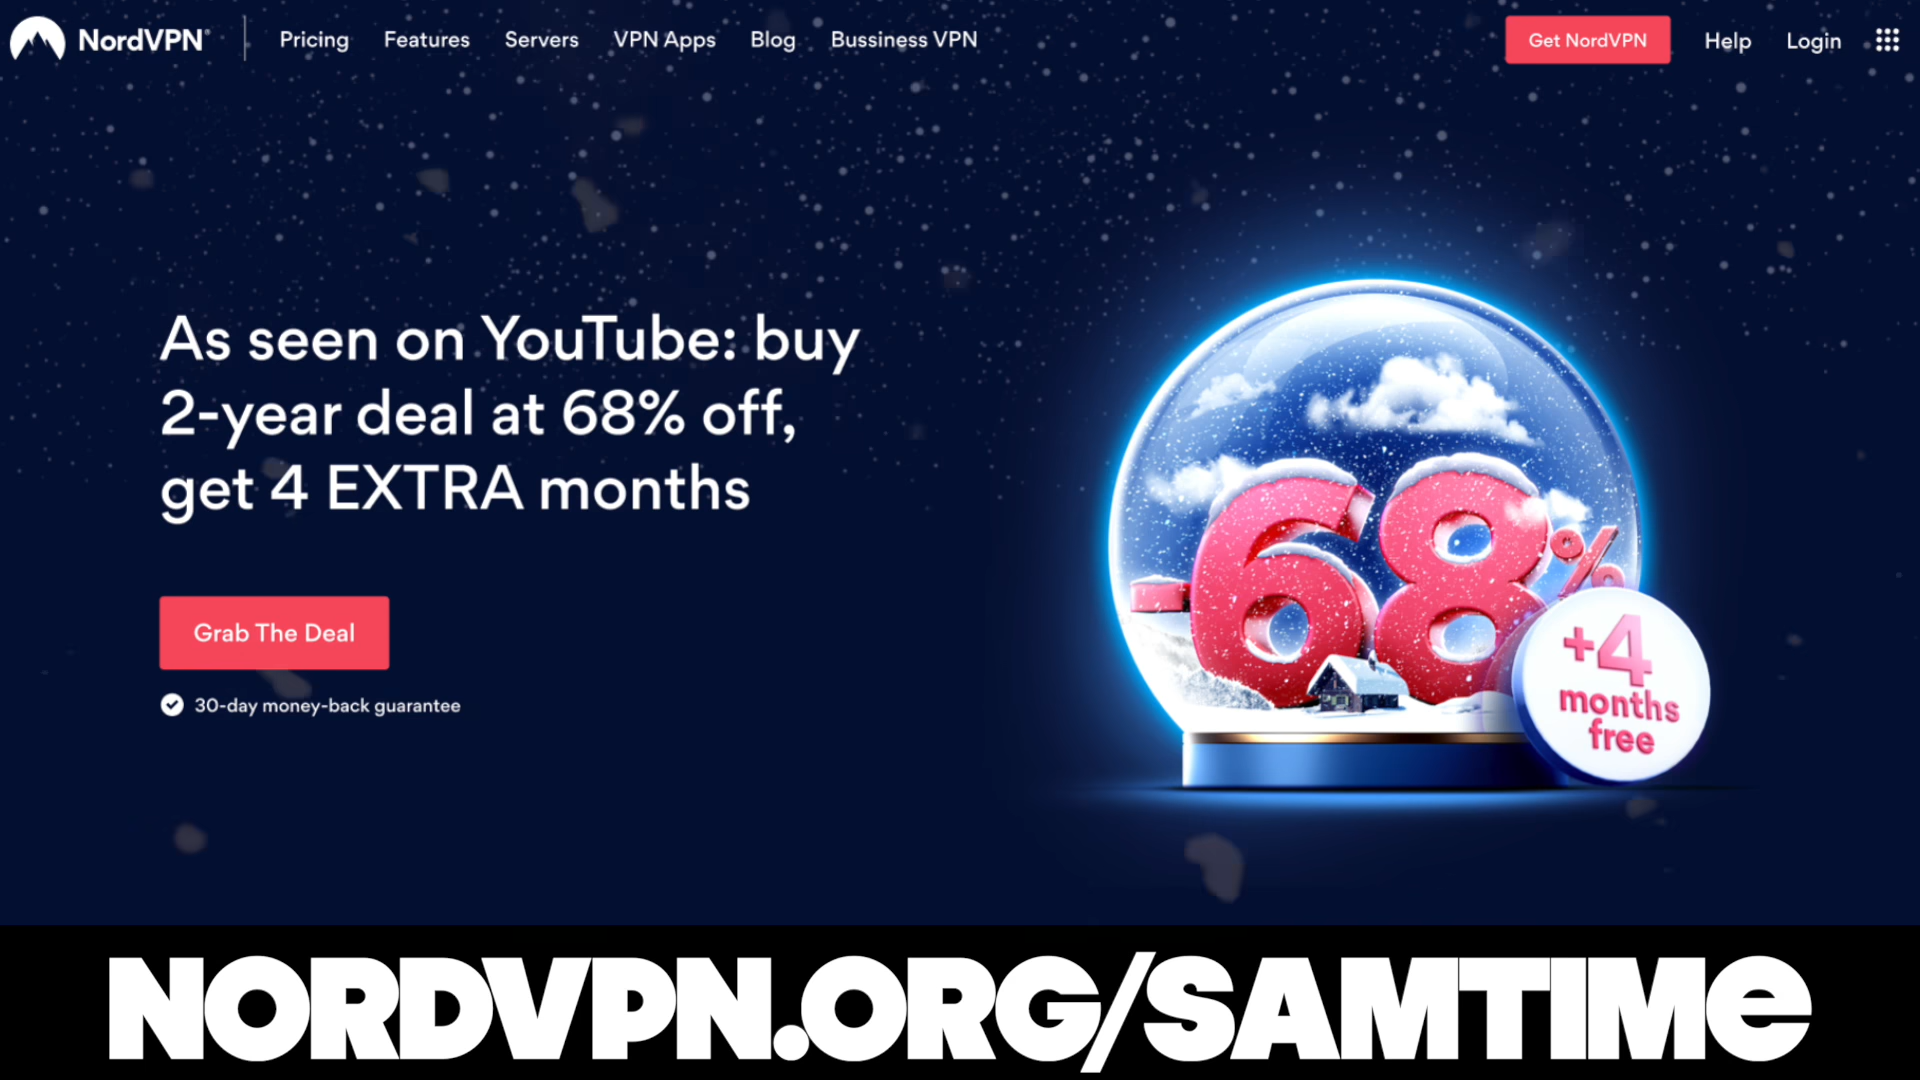 NordVPN®
Pricing
Features
Servers
VPN Apps
Blog
Bussiness VPN
Get NordVPN
Help
Login
As seen on YouTube: buy
2-year deal at 68% off,
get 4 EXTRA months
Grab The Deal
30-day money-back guarantee
-68%
+4
months
free
NORDVPN.ORG/SAMTIMe